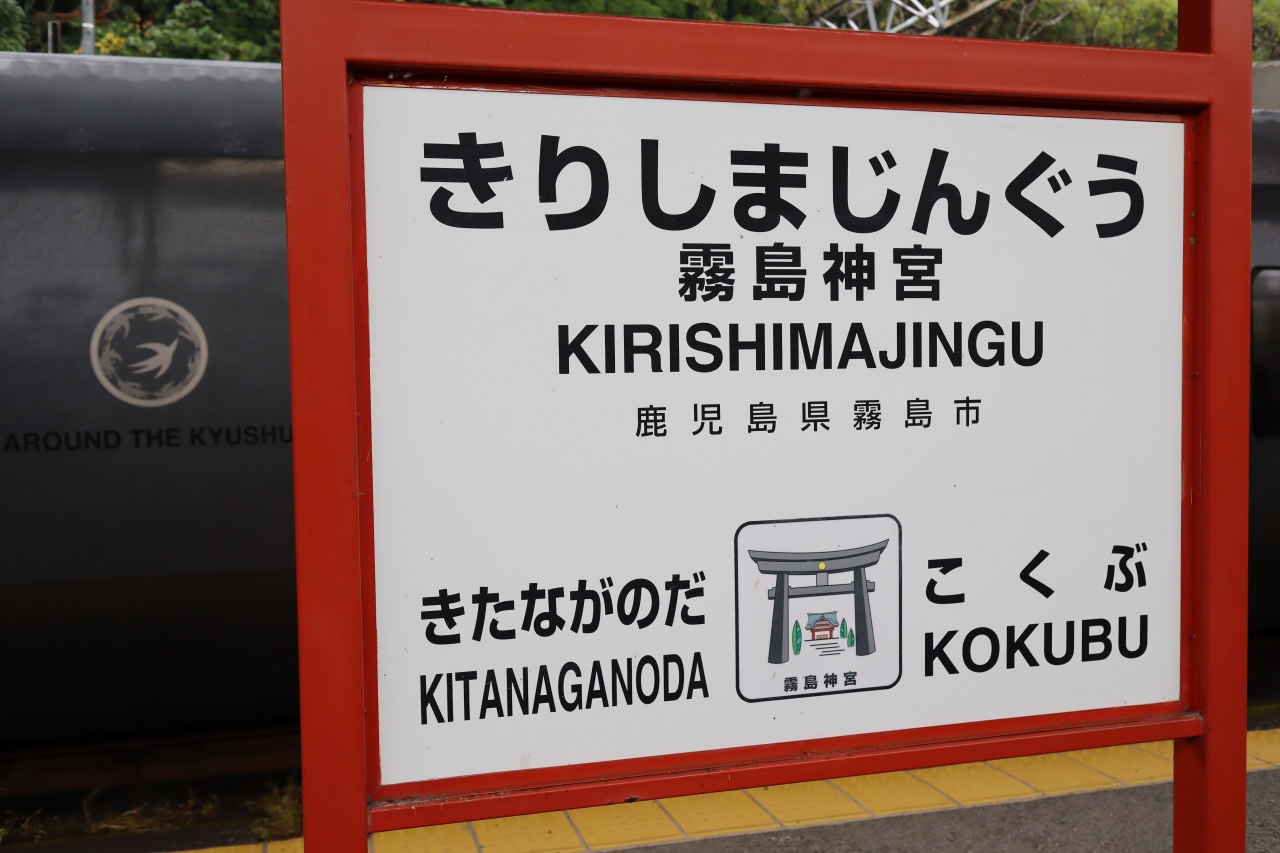 きりしまじんぐう
霧島神宮
KIRISHIMAJINGU
鹿児島県霧島市
きたながのだ
KITANAGANODA
霧島神宮
こくぶ
KOKUBU
AROUND THE KYUSHU